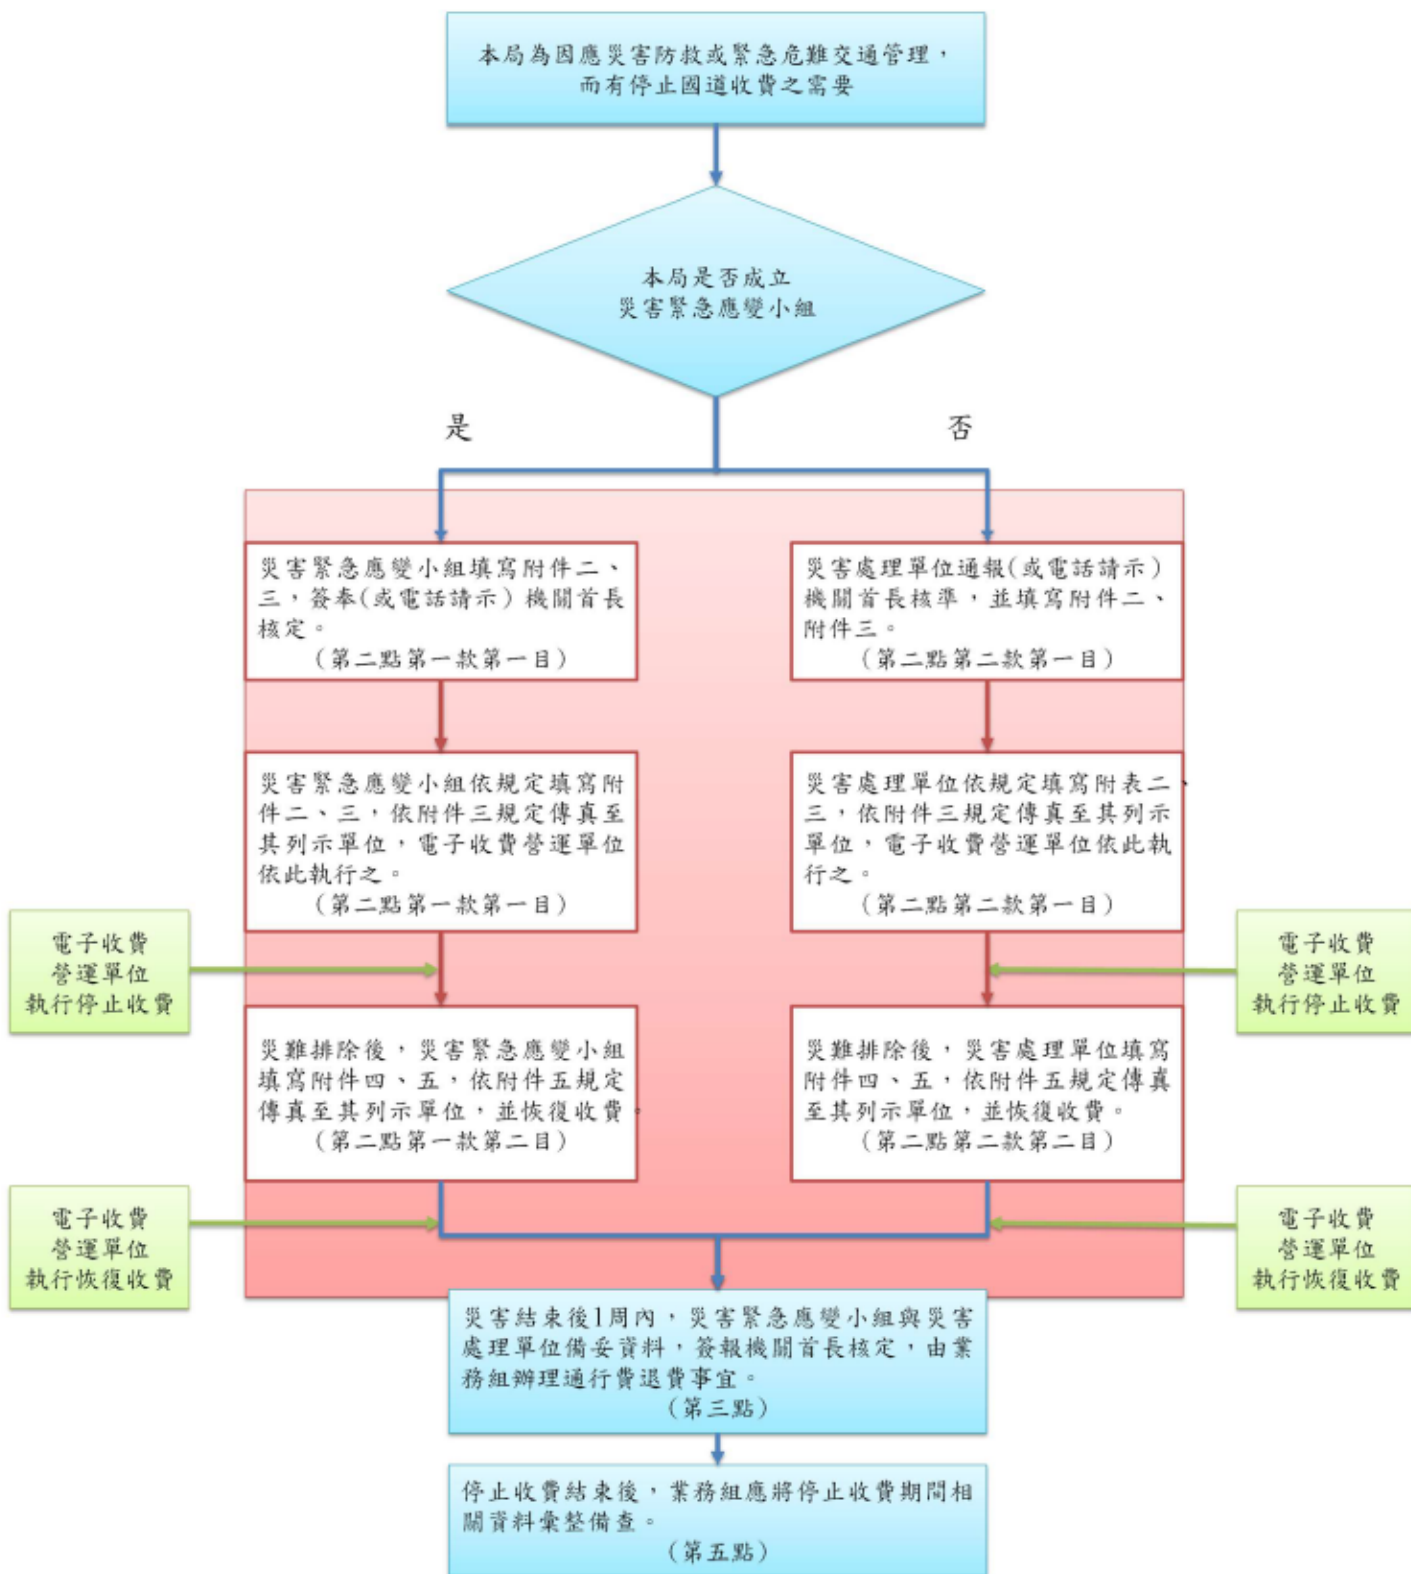 本局為因應災害防救或緊急危難交通管理，
而有停止國道收費之需要
本局是否成立
災害緊急應變小組
是
否
災害緊急應變小組填寫附件二、
三，簽奉(或電話請示)機關首長
核定。
(第二點第一款第一目)
災害處理單位通報(或電話請示)
機關首長核準，並填寫附件二、
附件三。
(第二點第二款第一目)
災害緊急應變小組依規定填寫附
件二、三，依附件三規定傳真至
其列示單位，電子收費營運單位
依此執行之。
(第二點第一款第一目)
災害處理單位依規定填寫附表二、
三，依附件三規定傳真至其列示
單位，電子收費營運單位依此執
行之。
(第二點第二款第一目)
電子收費
營運單位
執行停止收費
電子收費
營運單位
執行停止收費
災難排除後，災害緊急應變小組
填寫附件四、五，依附件五規定
傳真至其列示單位，並恢復收費。
(第二點第一款第二目)
災難排除後，災害處理單位填寫
附件四、五，依附件五規定傳真
至其列示單位，並恢復收費。
(第二點第二款第二目)
電子收費
營運單位
執行恢復收費
電子收費
營運單位
執行恢復收費
災害結束後1周內，災害緊急應變小組與災害
處理單位備妥資料，簽報機關首長核定，由業
務組辦理通行費退費事宜。
(第三點)
停止收費結束後，業務組應將停止收費期間相
關資料彙整備查。
(第五點)